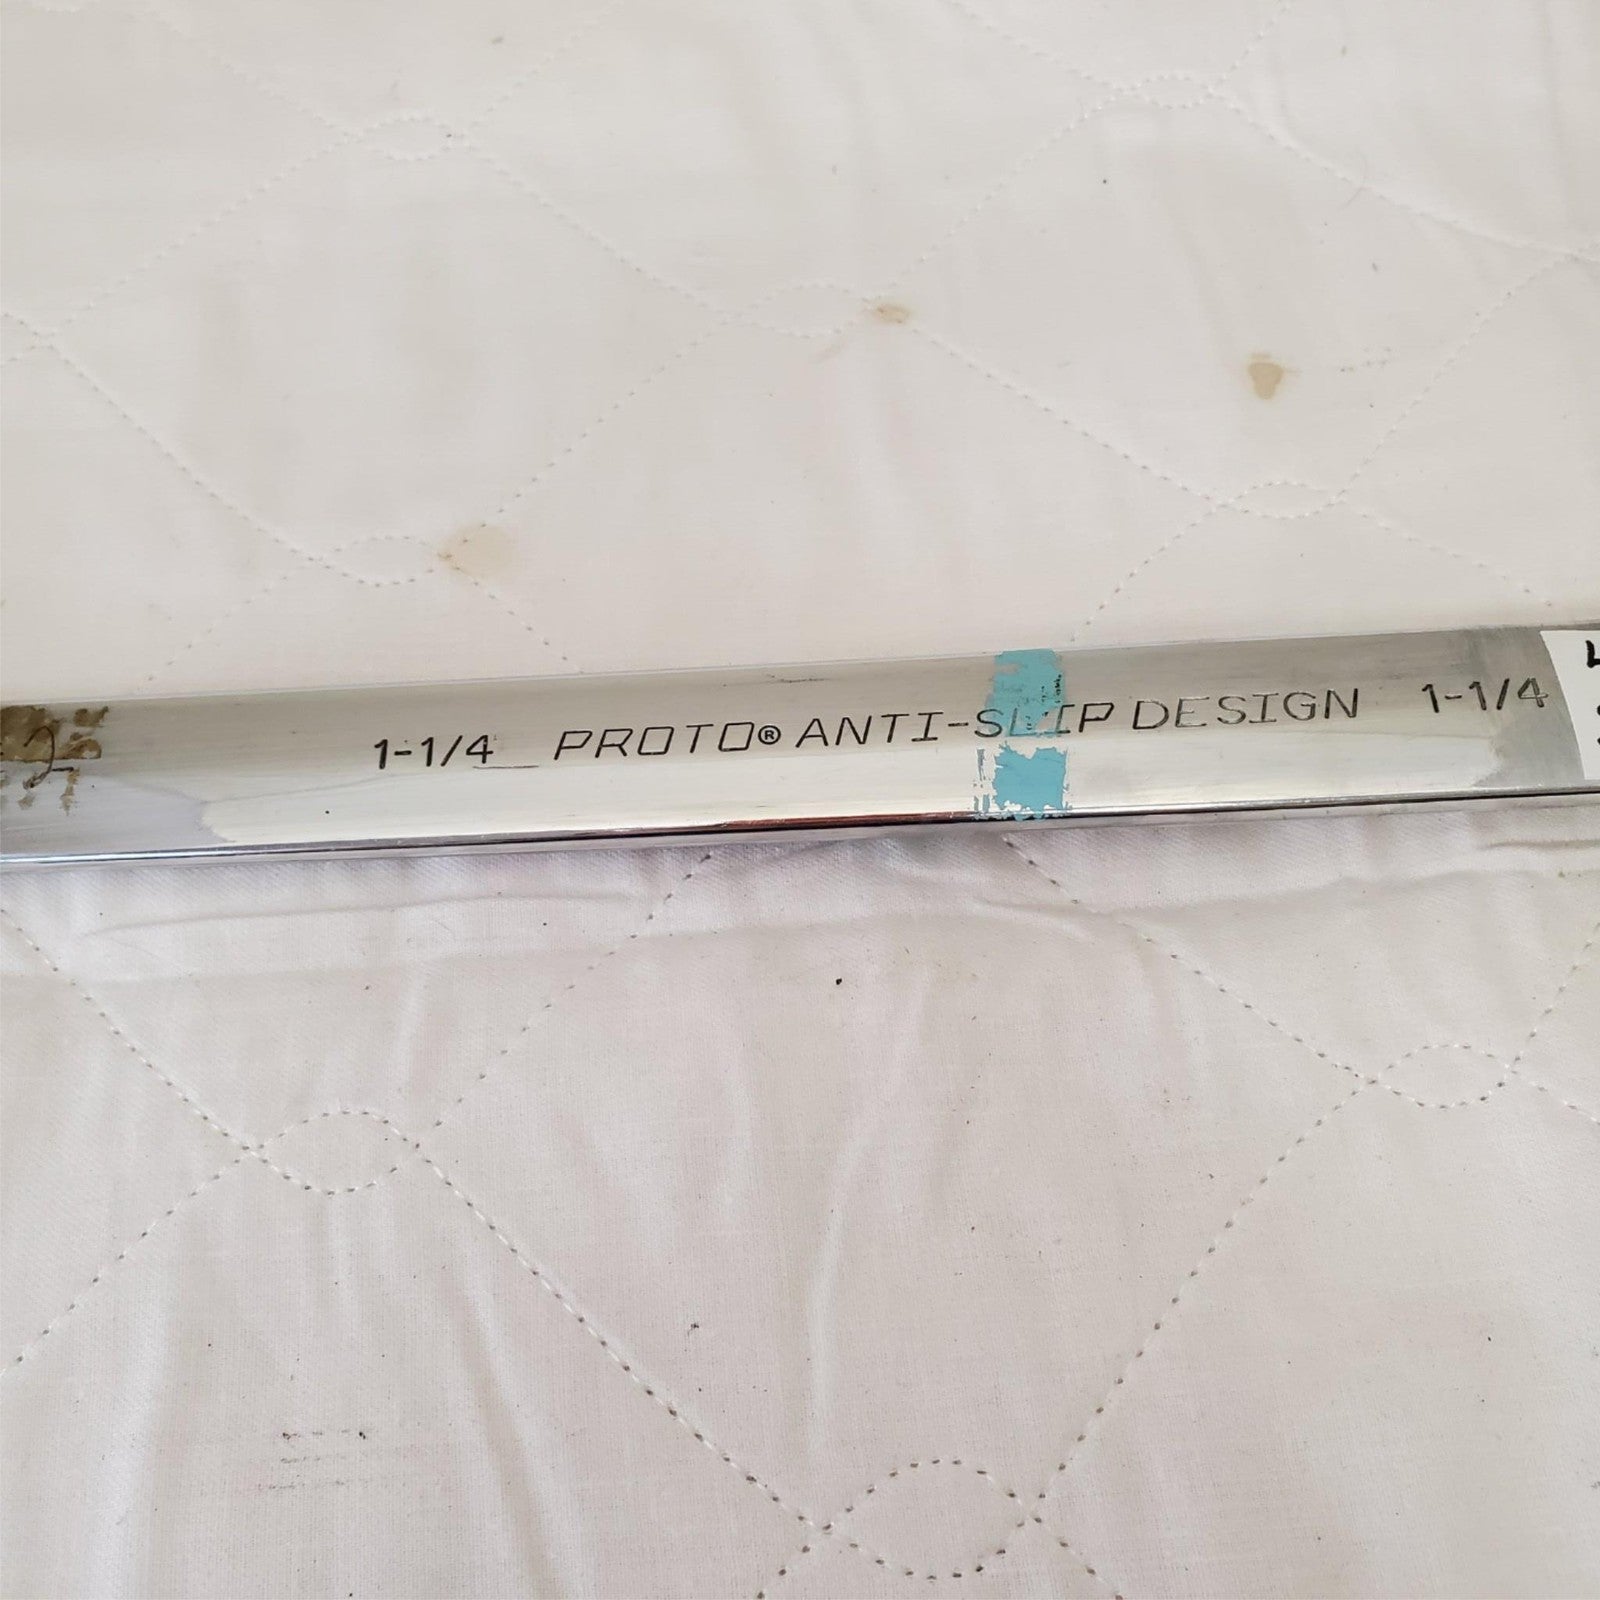 1-1/4 PROTO® ANTI-SLIP DESIGN 1-1/4